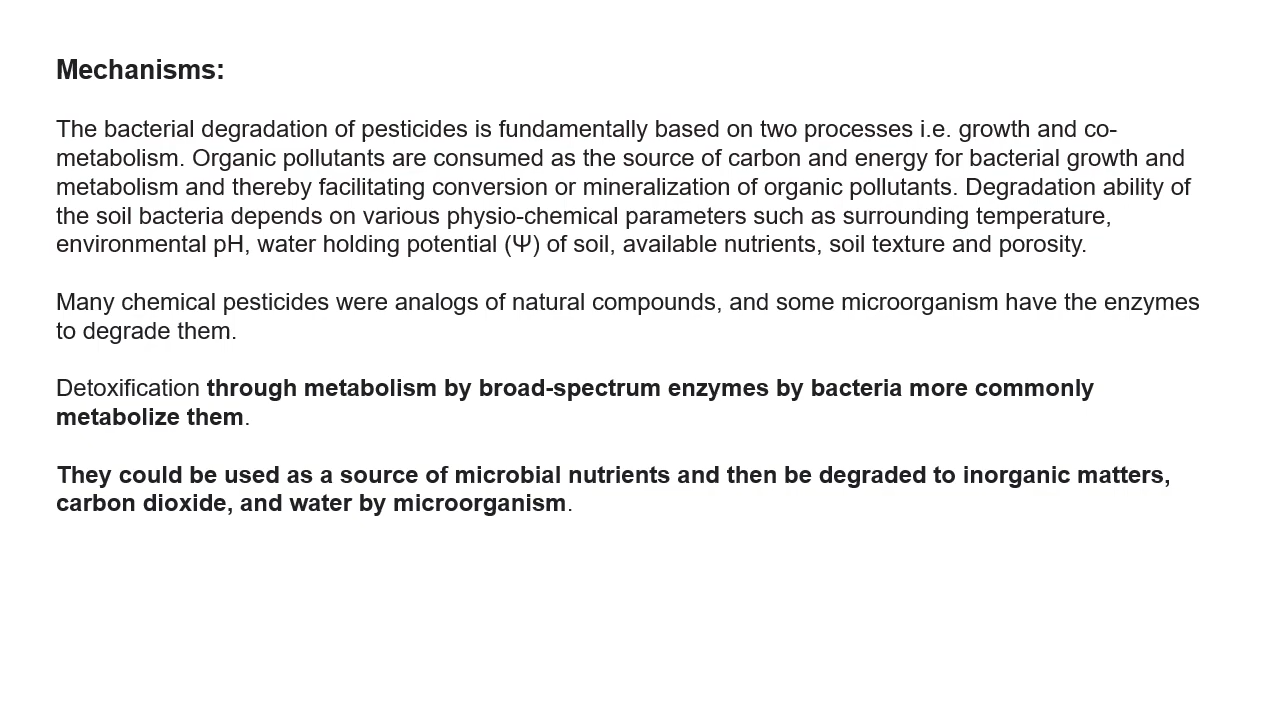 Mechanisms:
The bacterial degradation of pesticides is fundamentally based on two processes i.e. growth and co-
metabolism. Organic pollutants are consumed as the source of carbon and energy for bacterial growth and
metabolism and thereby facilitating conversion or mineralization of organic pollutants. Degradation ability of
the soil bacteria depends on various physio-chemical parameters such as surrounding temperature,
environmental pH, water holding potential (Ψ) of soil, available nutrients, soil texture and porosity.
Many chemical pesticides were analogs of natural compounds, and some microorganism have the enzymes
to degrade them.
Detoxification through metabolism by broad-spectrum enzymes by bacteria more commonly
metabolize them.
They could be used as a source of microbial nutrients and then be degraded to inorganic matters,
carbon dioxide, and water by microorganism.